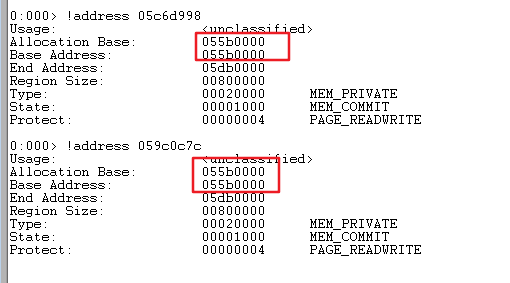 0:000> !address 05c6d998
Usage: <unclassified>
Allocation Base: 055b0000
Base Address: 055b0000
End Address: 05db0000
Region Size: 00800000
Type: 00020000 MEM_PRIVATE
State: 00001000 MEM_COMMIT
Protect: 00000004 PAGE_READWRITE
0:000> !address 059c0c7c
Usage: <unclassified>
Allocation Base: 055b0000
Base Address: 055b0000
End Address: 05db0000
Region Size: 00800000
Type: 00020000 MEM_PRIVATE
State: 00001000 MEM_COMMIT
Protect: 00000004 PAGE_READWRITE